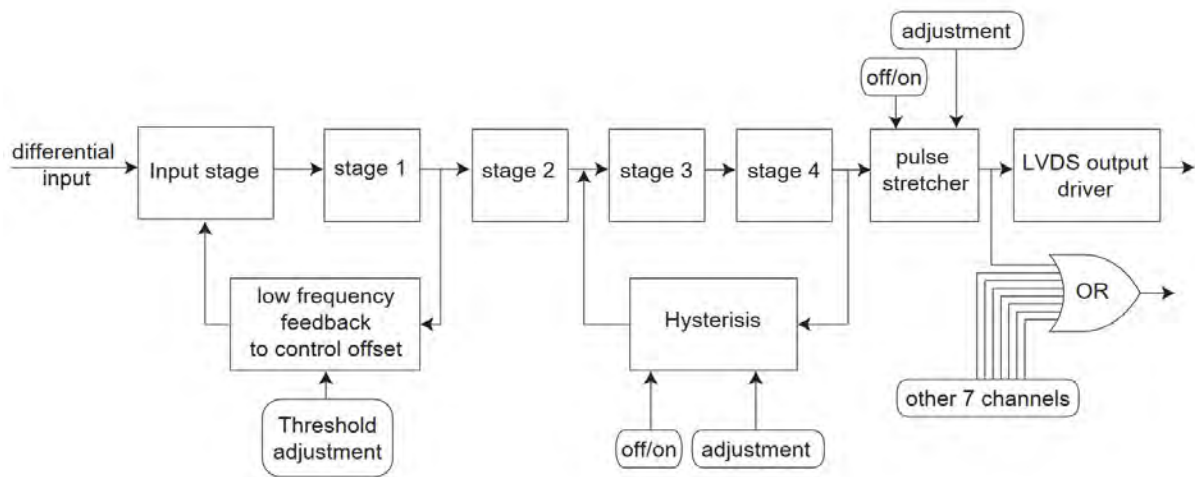 adjustment
off/on
differential
input
Input stage
stage 1
stage 2
stage 3
stage 4
pulse
stretcher
LVDS output
driver
low frequency
feedback
to control offset
Hysterisis
OR
Threshold
adjustment
off/on
adjustment
other 7 channels